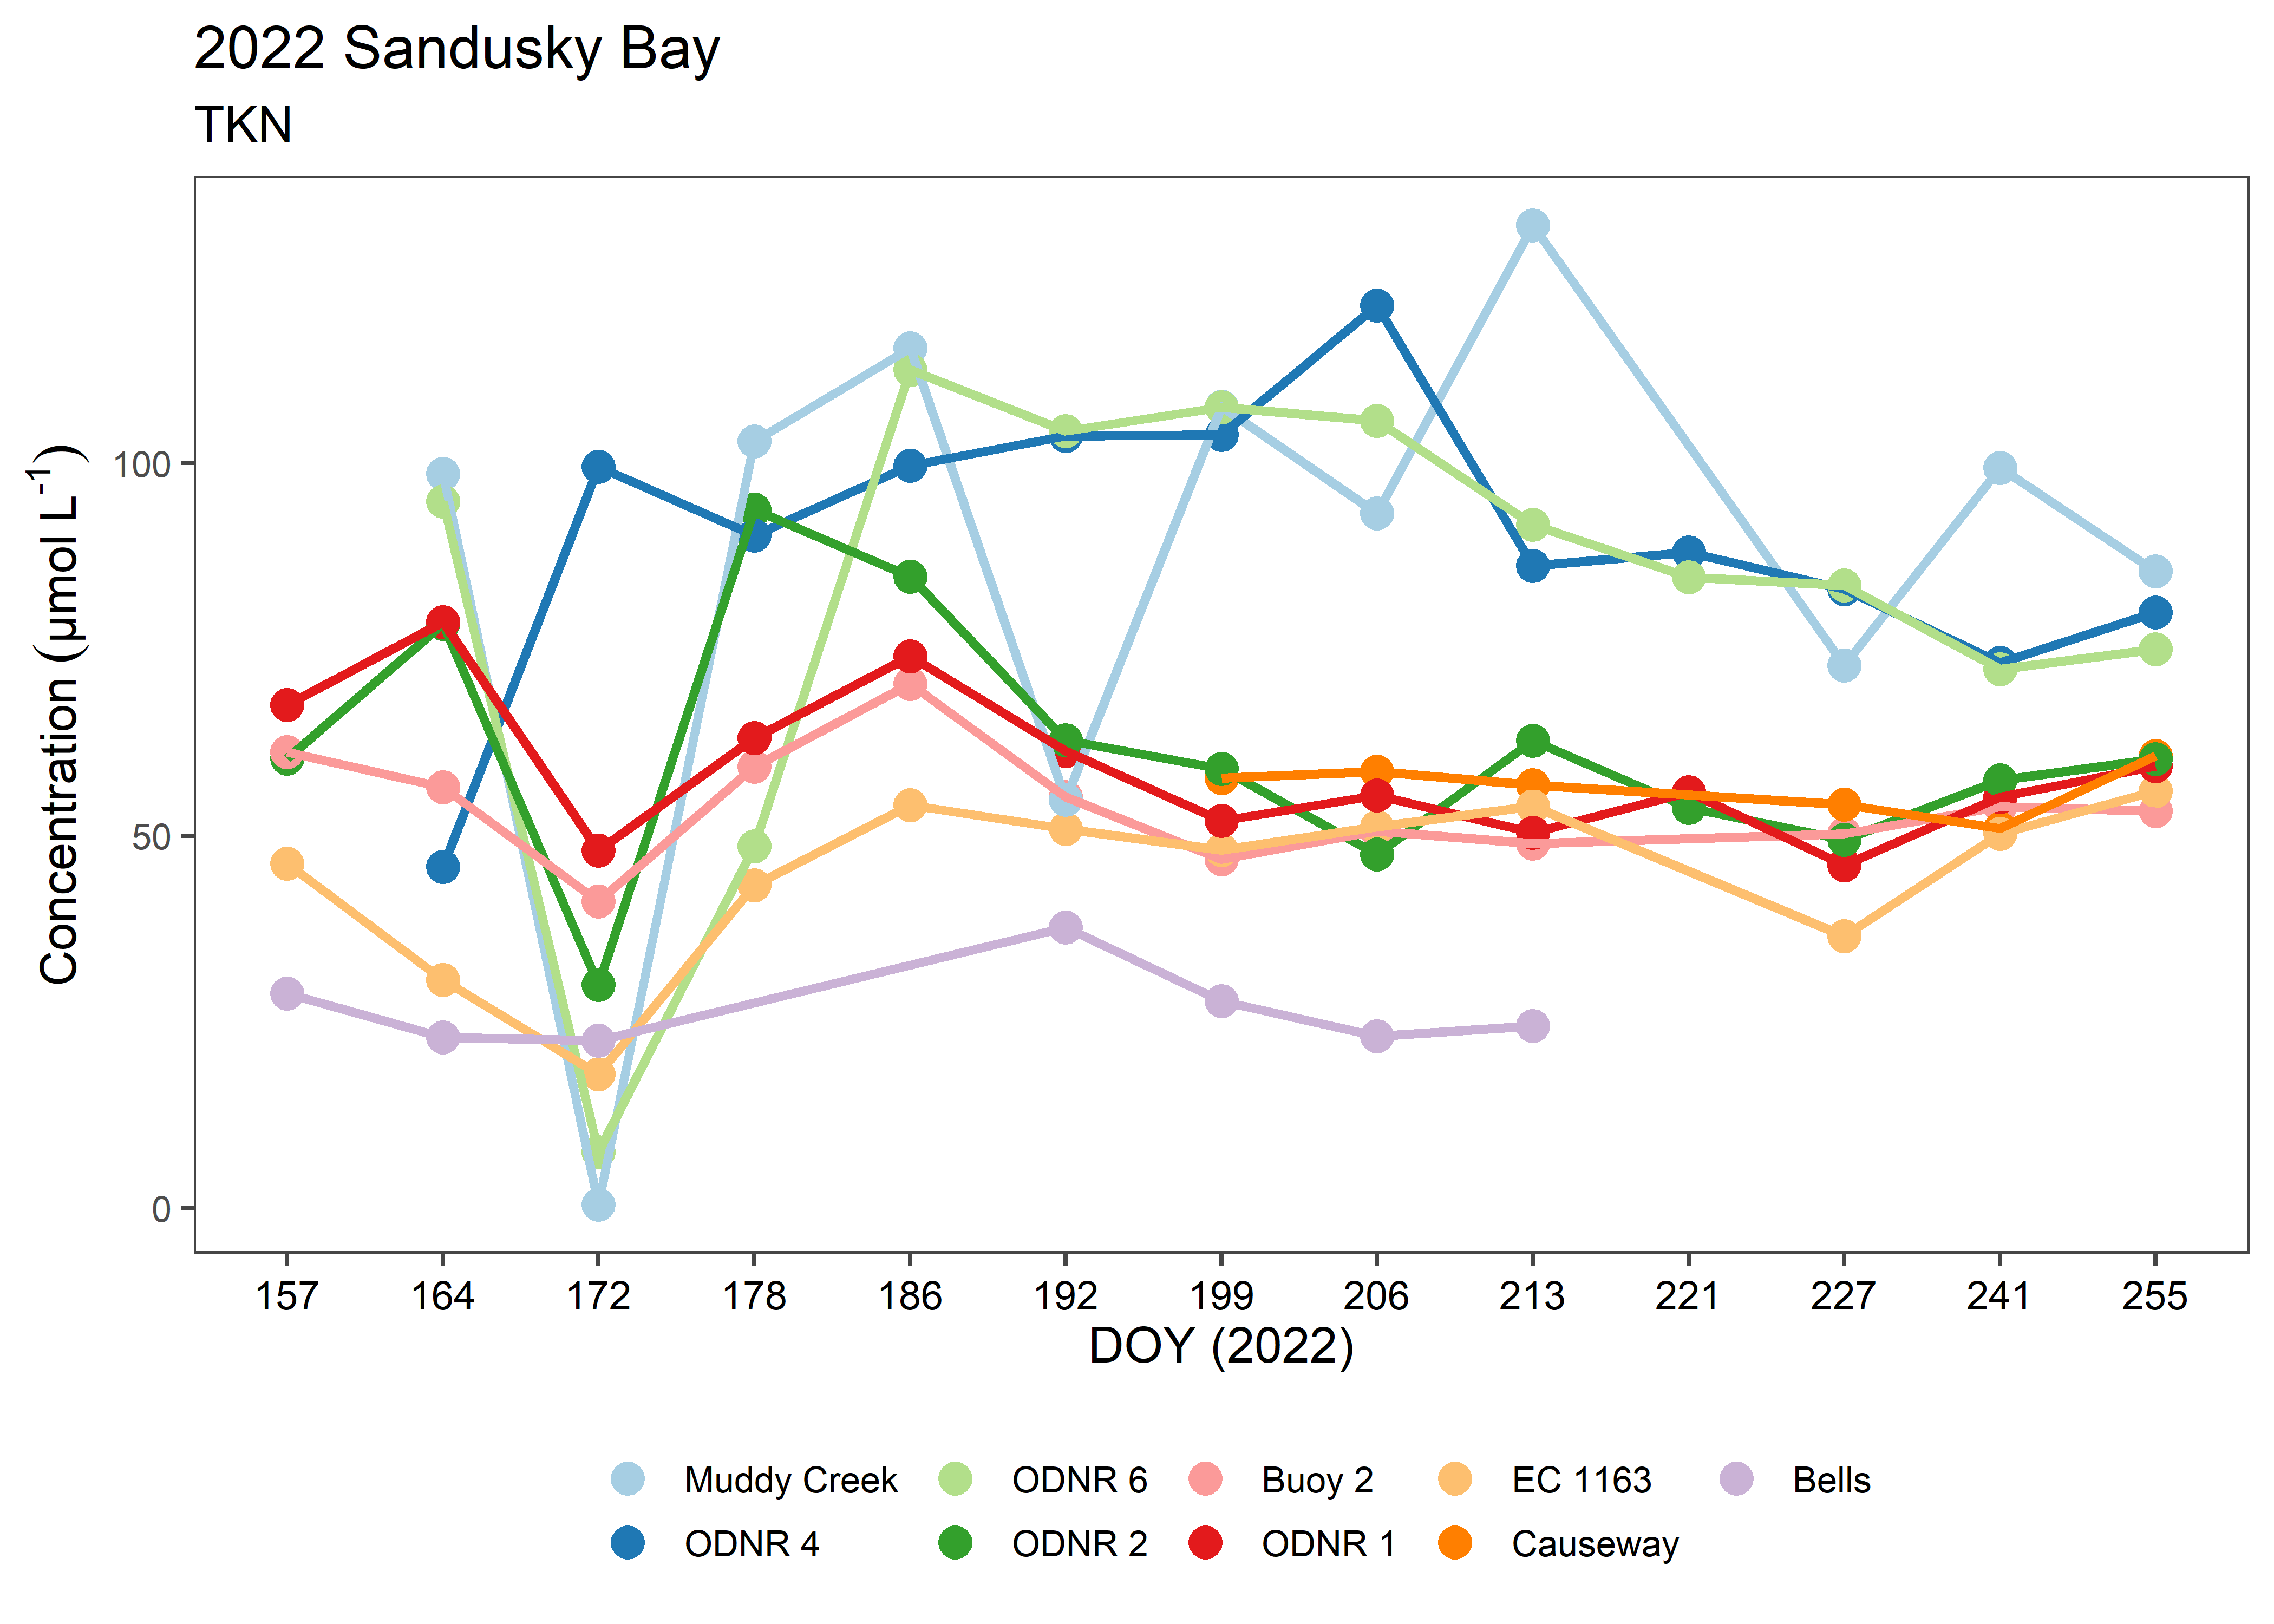 2022 Sandusky Bay
TKN
Concentration (µmol L⁻¹)
100
50
0
157 164 172 178 186 192 199 206 213 221 227 241 255
DOY (2022)
Muddy Creek ODNR 6 Buoy 2 EC 1163 Bells
ODNR 4 ODNR 2 ODNR 1 Causeway